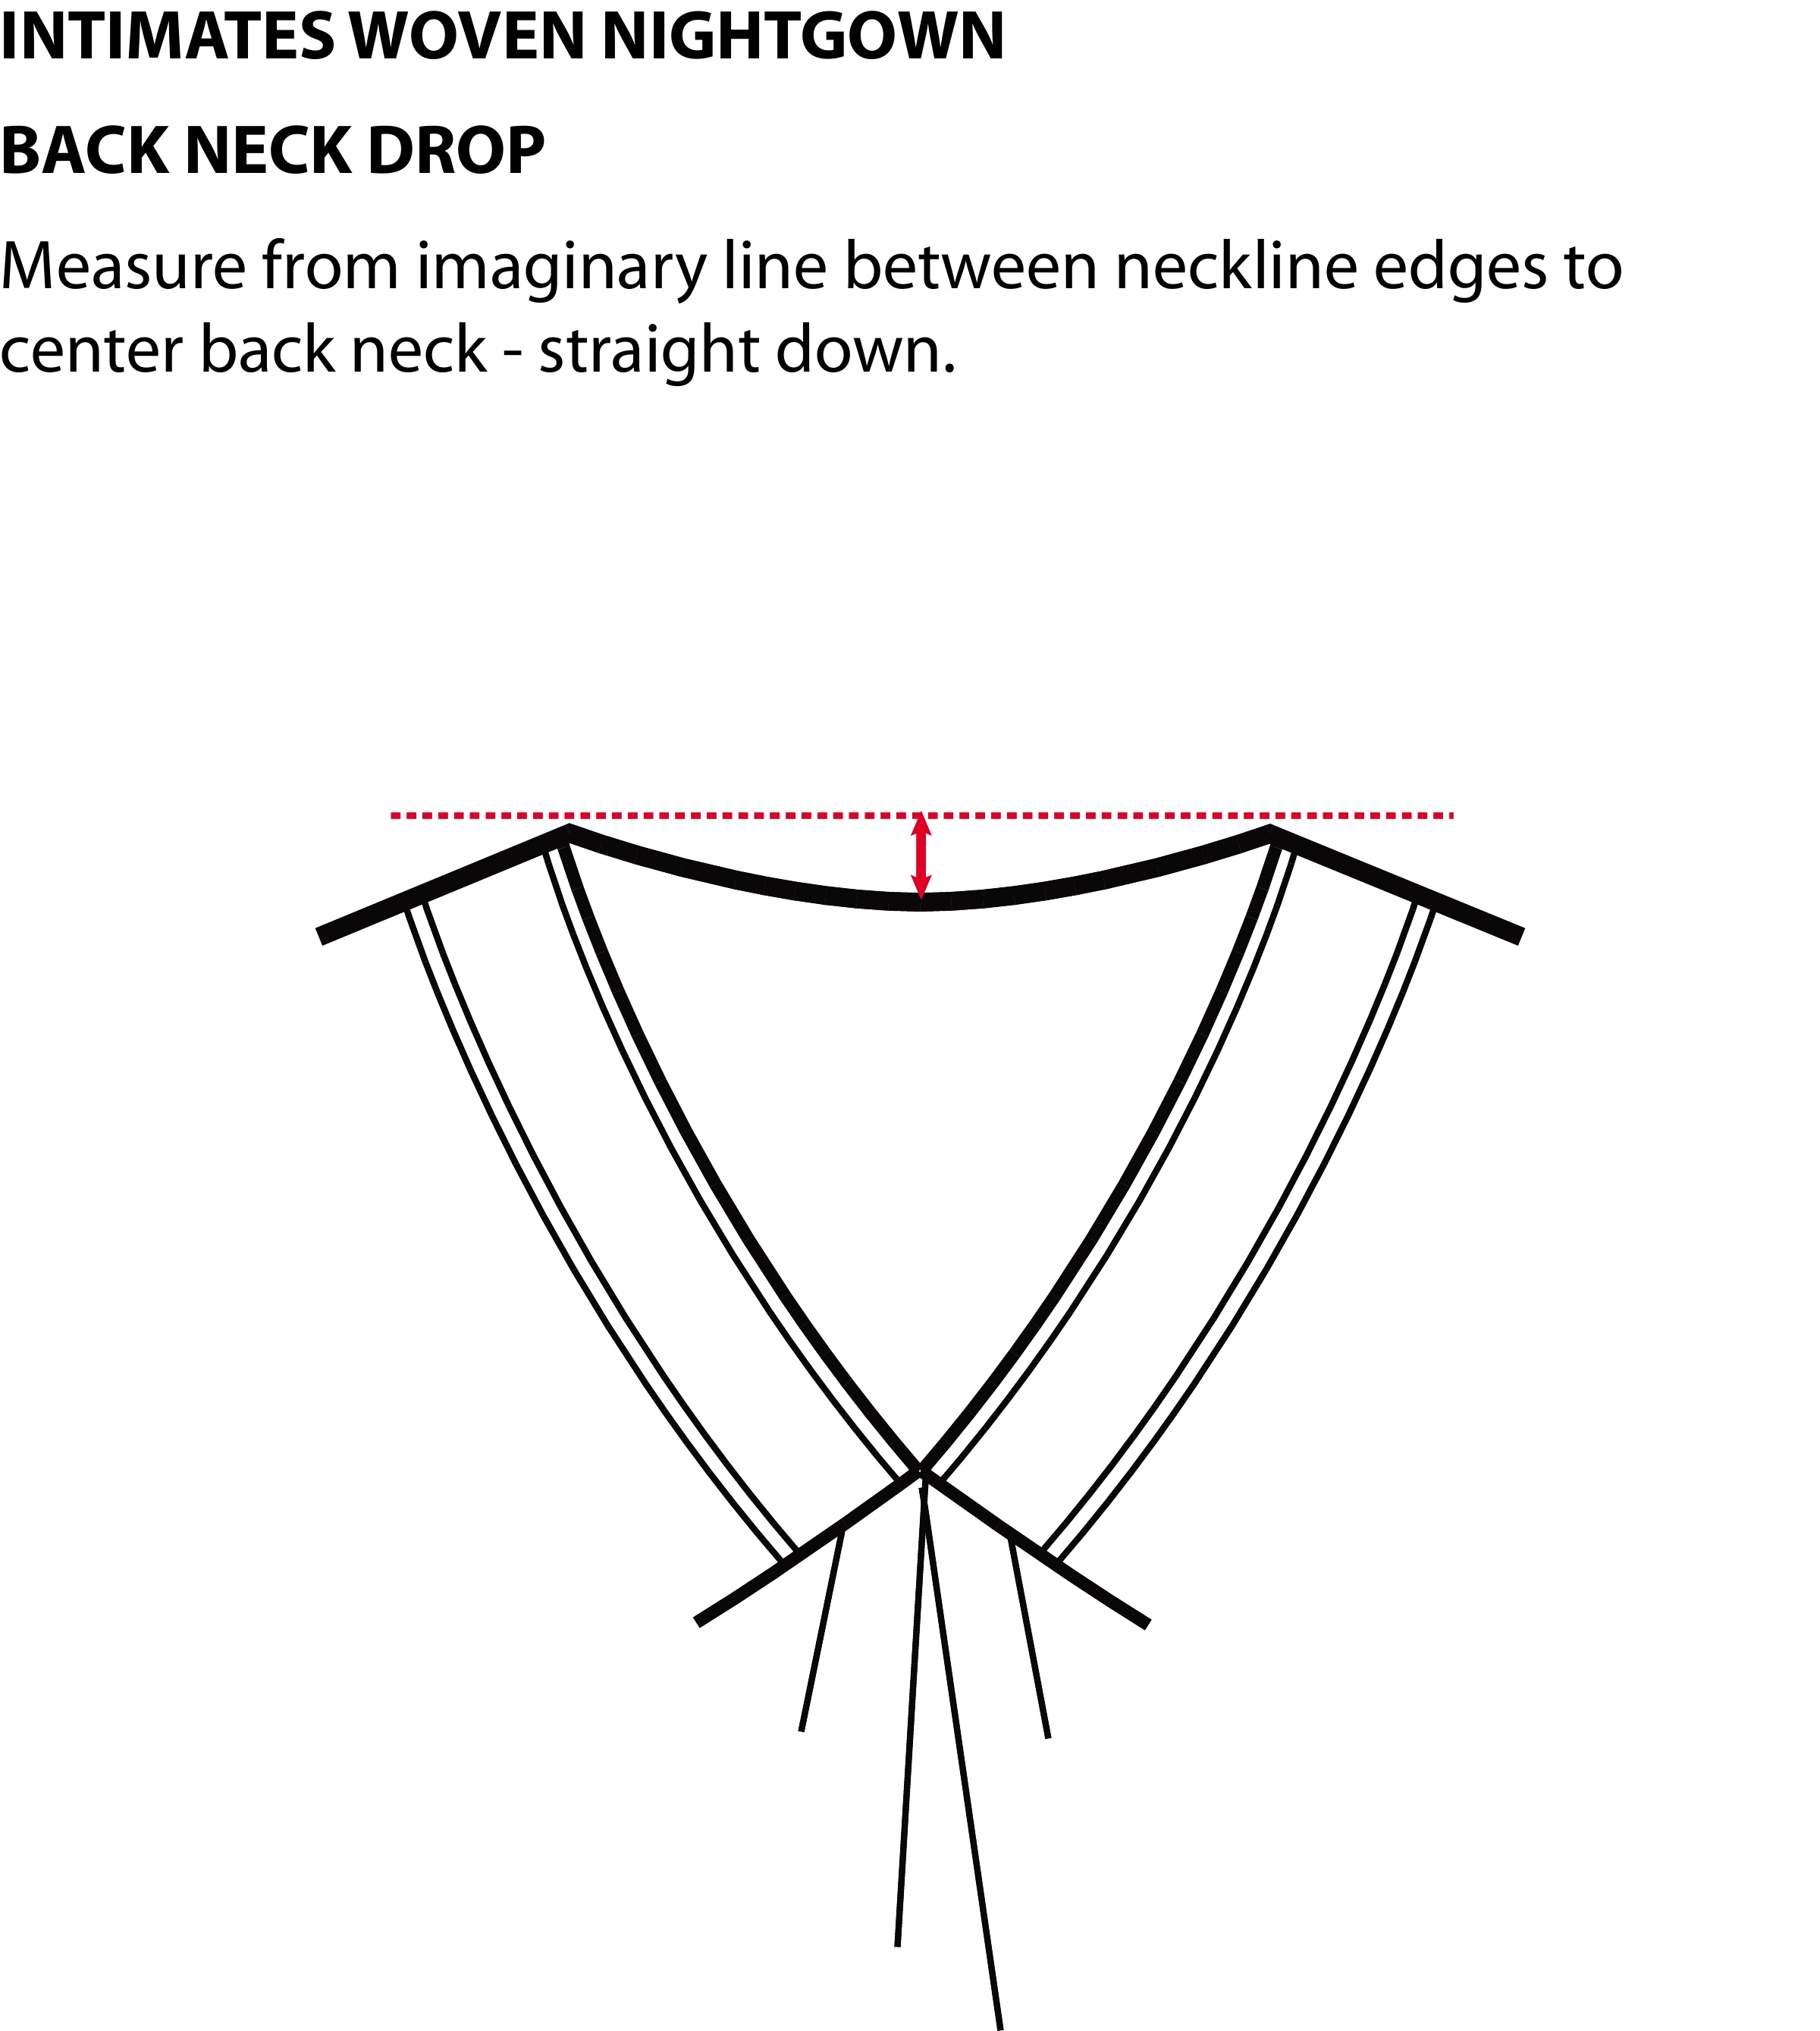 INTIMATES WOVEN NIGHTGOWN
BACK NECK DROP
Measure from imaginary line between neckline edges to
center back neck - straight down.